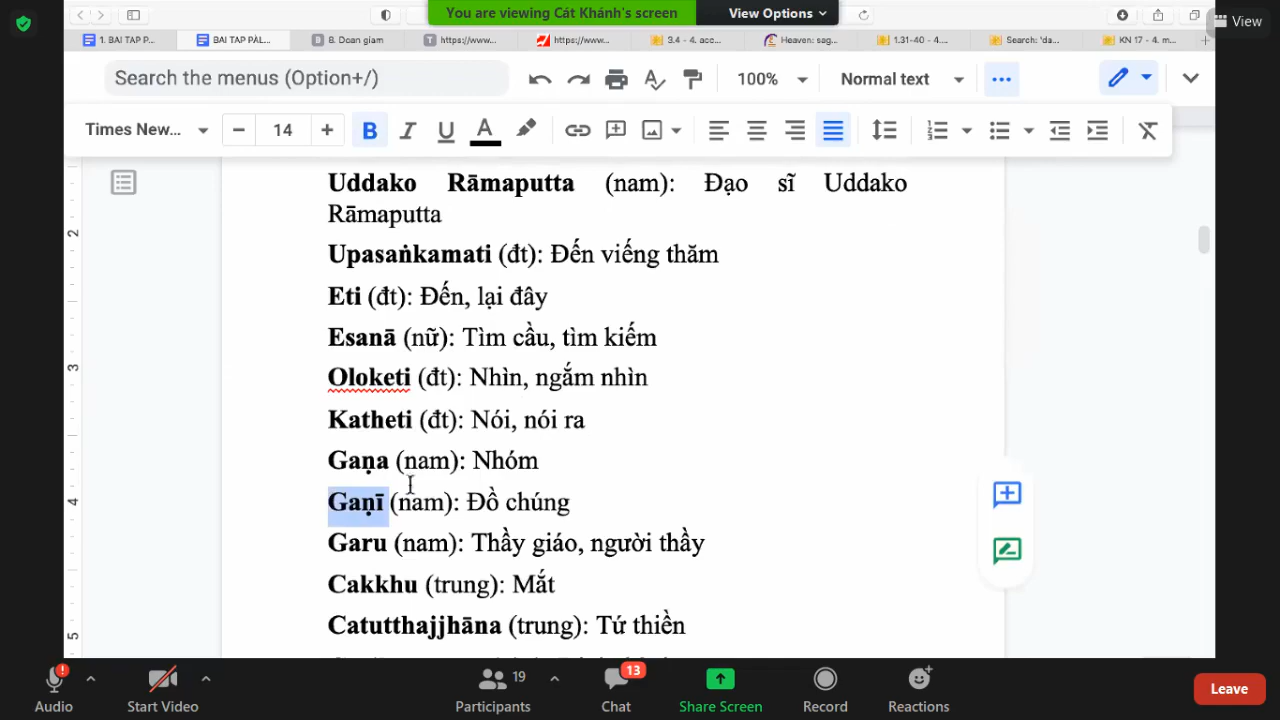 You are viewing Cát Khánh's screen
View Options
View
1. BAI TAP P...
BAI TAP PÀL...
B. Doan giam
https://www...
https://www...
3.4 - 4. acc...
Heaven: sag...
1.31-40 - 4....
Search: 'da...
KN 17 - 4. m...
Search the menus (Option+/)
100%
Normal text
Times New...
14
B I U A
Uddako Rāmaputta (nam): Đạo sĩ Uddako
Rāmaputta
Upasaṅkamati (đt): Đến viếng thăm
Eti (đt): Đến, lại đây
Esanā (nữ): Tìm cầu, tìm kiếm
Oloketi (đt): Nhìn, ngắm nhìn
Katheti (đt): Nói, nói ra
Gaṇa (nam): Nhóm
Gaṇī (nam): Đồ chúng
Garu (nam): Thầy giáo, người thầy
Cakkhu (trung): Mắt
Catutthajjhāna (trung): Tứ thiền
2
3
4
5
Audio
Start Video
19
Participants
13
Chat
Share Screen
Record
Reactions
Leave